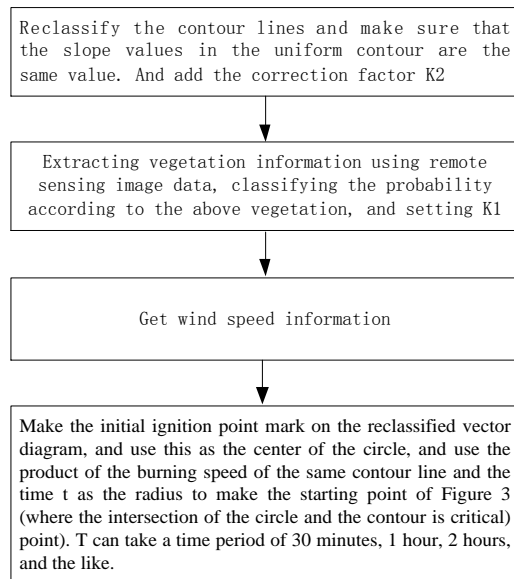 Reclassify the contour lines and make sure that
the slope values in the uniform contour are the
same value. And add the correction factor K2
Extracting vegetation information using remote
sensing image data, classifying the probability
according to the above vegetation, and setting K1
Get wind speed information
Make the initial ignition point mark on the reclassified vector
diagram, and use this as the center of the circle, and use the
product of the burning speed of the same contour line and the
time t as the radius to make the starting point of Figure 3
(where the intersection of the circle and the contour is critical)
point). T can take a time period of 30 minutes, 1 hour, 2 hours,
and the like.